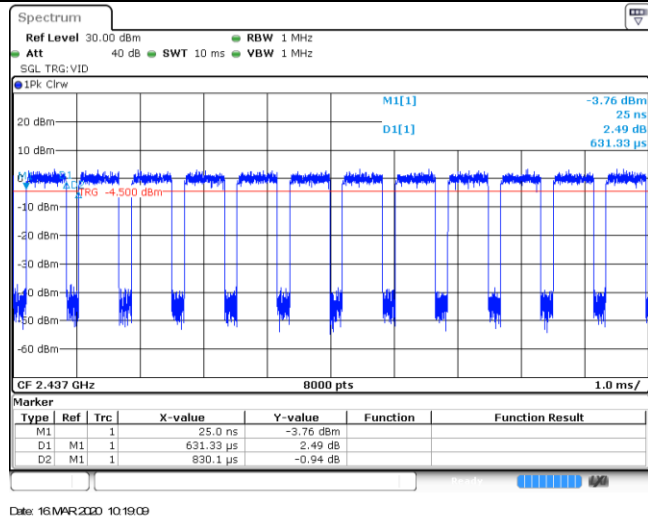 Spectrum
Ref Level 30.00 dBm RBW 1 MHz
Att 40 dB SWT 10 ms VBW 1 MHz
SGL TRG:VID
1Pk Clrw
M1[1] -3.76 dBm
25 ns
D1[1] 2.49 dB
631.33 µs
20 dBm
10 dBm
TRG -4.500 dBm
-10 dBm
-20 dBm
-30 dBm
-40 dBm
-50 dBm
-60 dBm
CF 2.437 GHz 8000 pts 1.0 ms/
Marker
Type Ref Trc X-value Y-value Function Function Result
M1 1 25.0 ns -3.76 dBm
D1 M1 1 631.33 µs 2.49 dB
D2 M1 1 830.1 µs -0.94 dB
Ready
Date: 16.MAR.2020 10:19:09